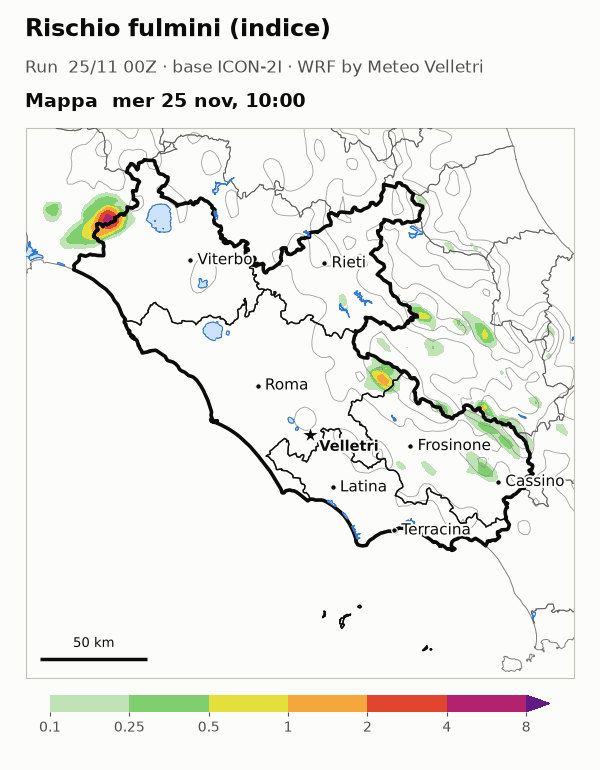 Rischio fulmini (indice)
Run  25/11 00Z · base ICON-2I · WRF by Meteo Velletri
Mappa  mer 25 nov, 10:00
Viterbo
Rieti
Roma
Velletri
Frosinone
Cassino
Latina
Terracina
50 km
0.1 0.25 0.5 1 2 4 8